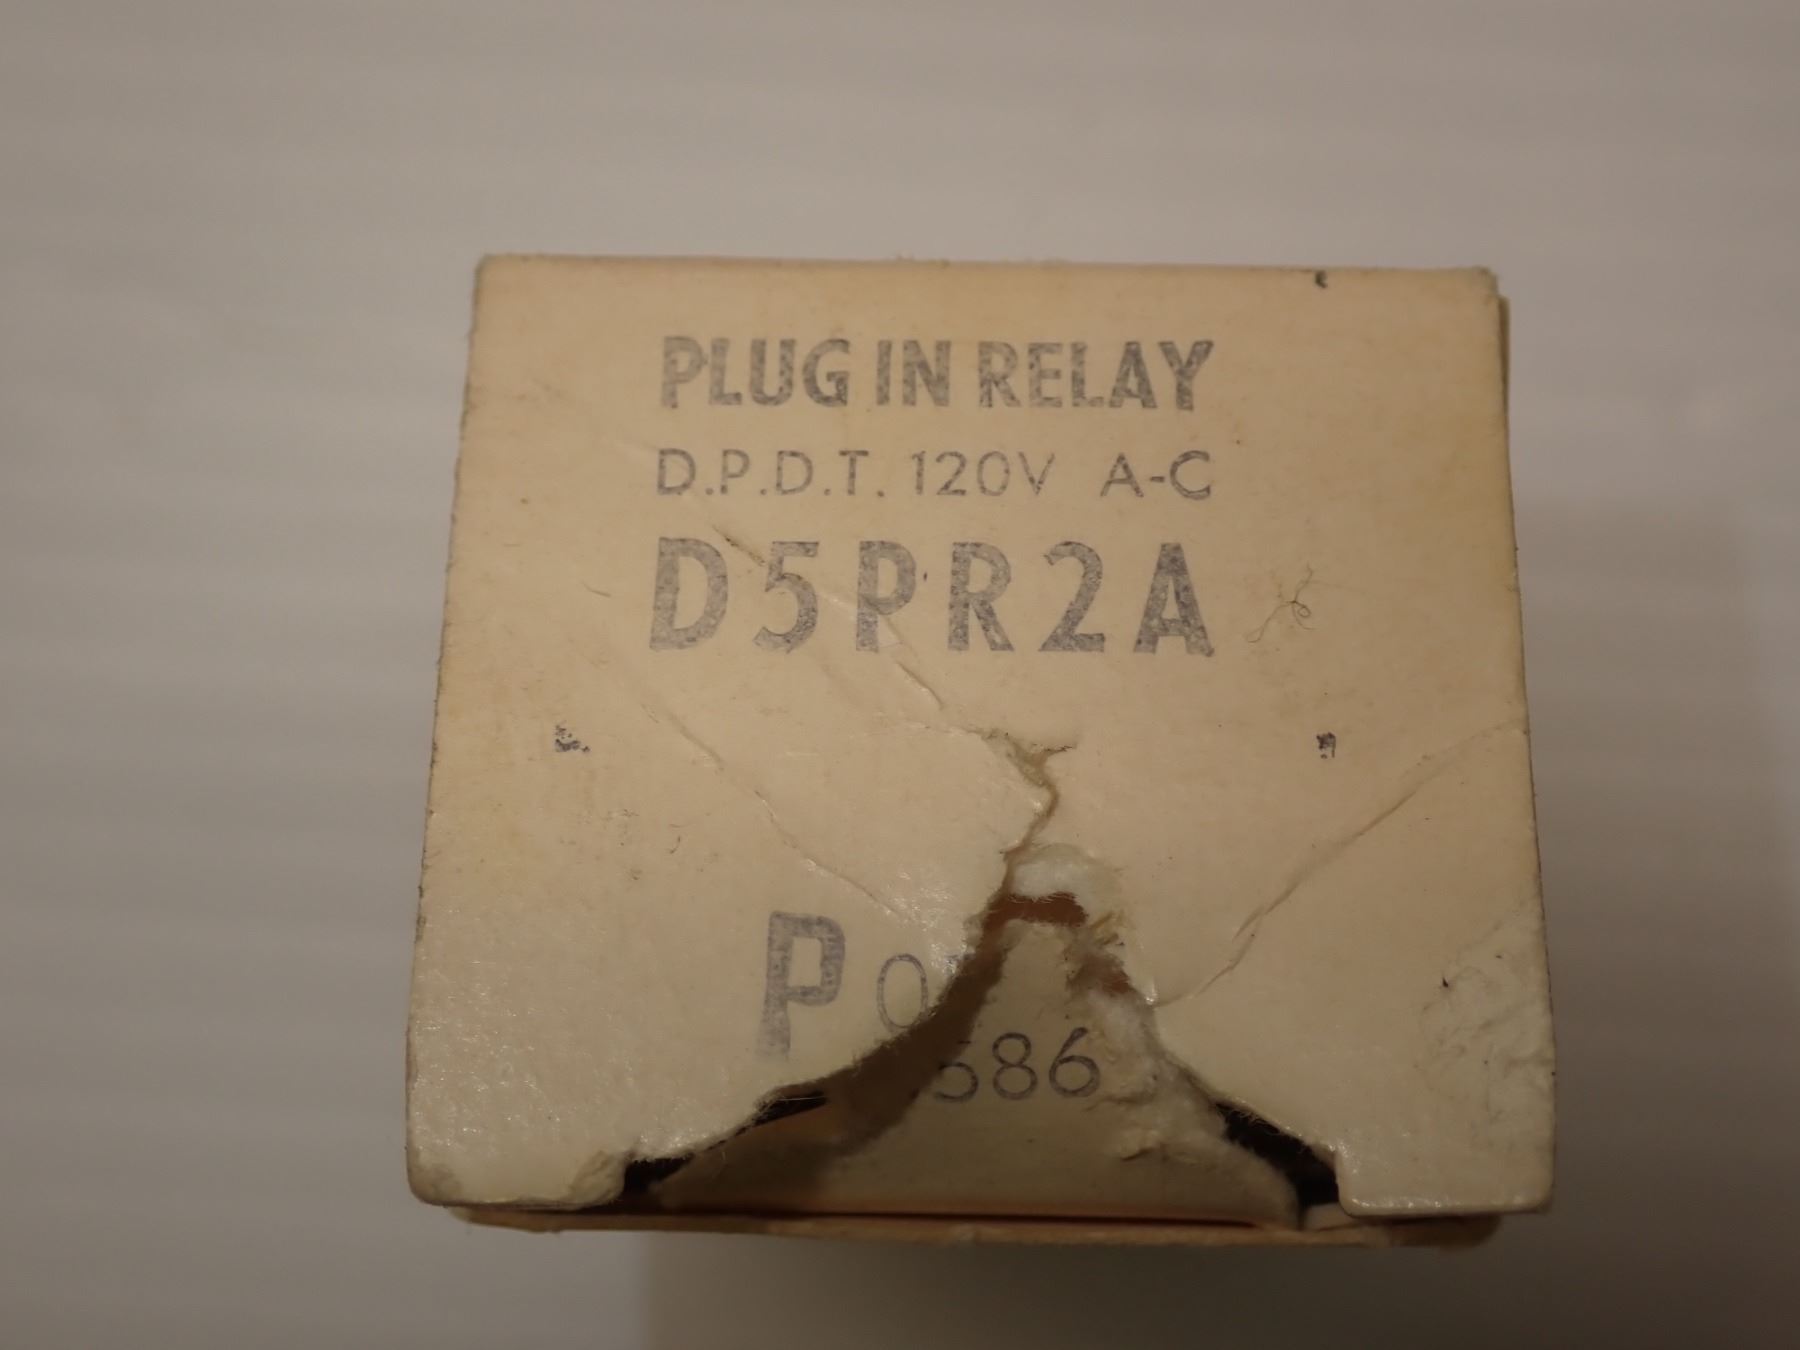 PLUG IN RELAY
D.P.D.T. 120V A-C
D5PR2A
P